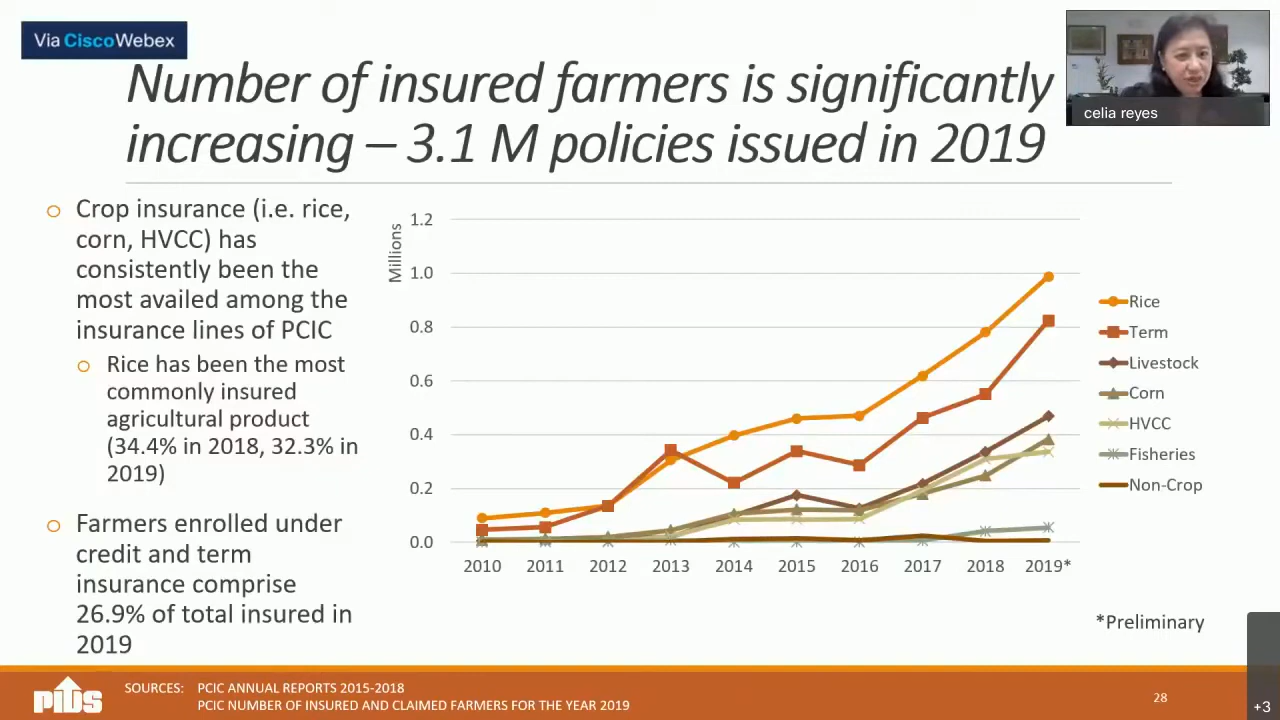 Via CiscoWebex
Number of insured farmers is significantly
increasing – 3.1 M policies issued in 2019
celia reyes
o Crop insurance (i.e. rice,
corn, HVCC) has
consistently been the
most availed among the
insurance lines of PCIC
o Rice has been the most
commonly insured
agricultural product
(34.4% in 2018, 32.3% in
2019)
o Farmers enrolled under
credit and term
insurance comprise
26.9% of total insured in
2019
Millions
1.2
1.0
0.8
0.6
0.4
0.2
0.0
2010 2011 2012 2013 2014 2015 2016 2017 2018 2019*
Rice
Term
Livestock
Corn
HVCC
Fisheries
Non-Crop
*Preliminary
PIDS
SOURCES: PCIC ANNUAL REPORTS 2015-2018
PCIC NUMBER OF INSURED AND CLAIMED FARMERS FOR THE YEAR 2019
28
+3